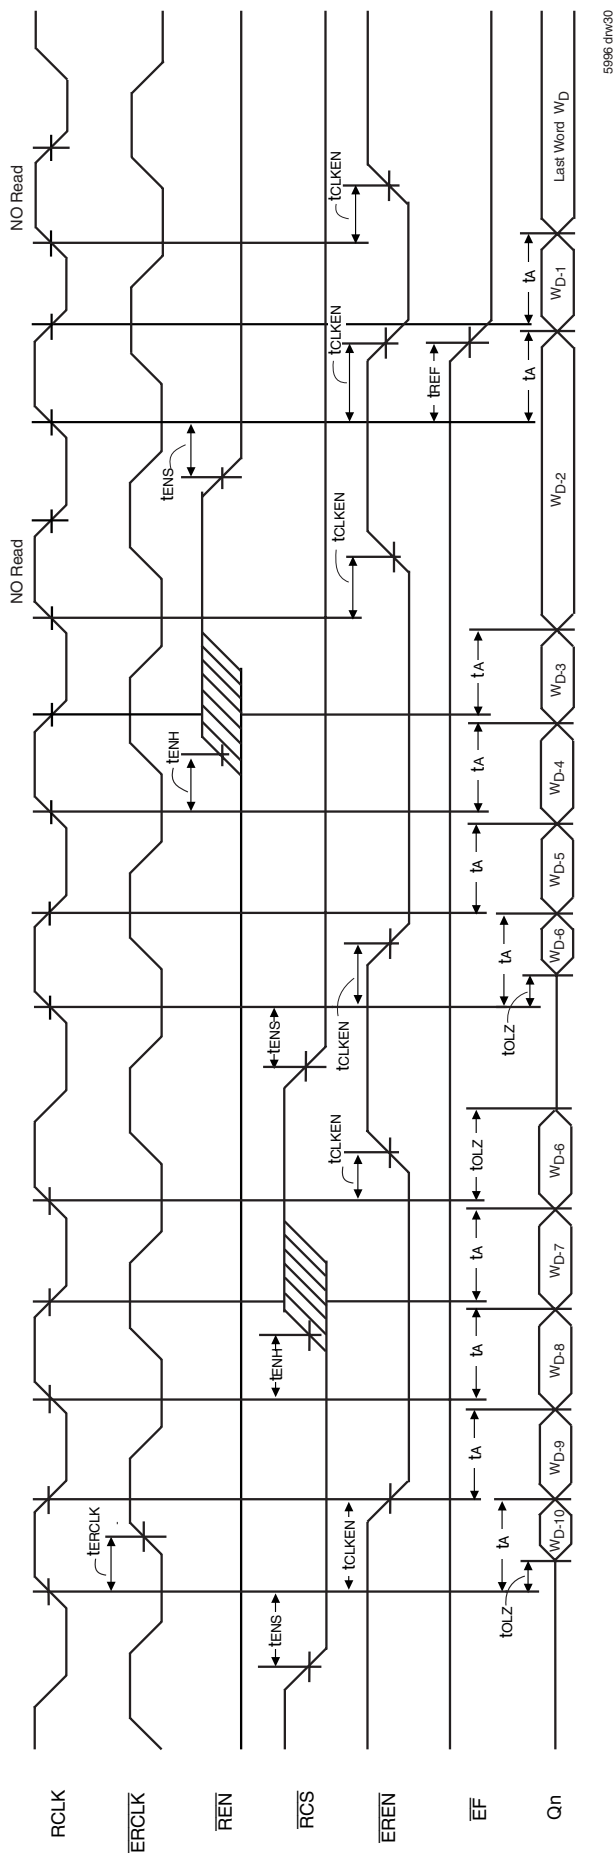 NO Read
NO Read
RCLK
tERCLK
ERCLK
tENH
tENS
REN
tENS
tENH
tENS
RCS
tCLKEN
tCLKEN
tCLKEN
tCLKEN
tCLKEN
tCLKEN
EREN
tREF
EF
tA
tA
tA
tOLZ
tA
tA
tA
tOLZ
tA
tOLZ
tA
tA
tA
Qn
WD-10
WD-9
WD-8
WD-7
WD-6
WD-6
WD-5
WD-4
WD-3
WD-2
WD-1
Last Word WD
5996 drw30